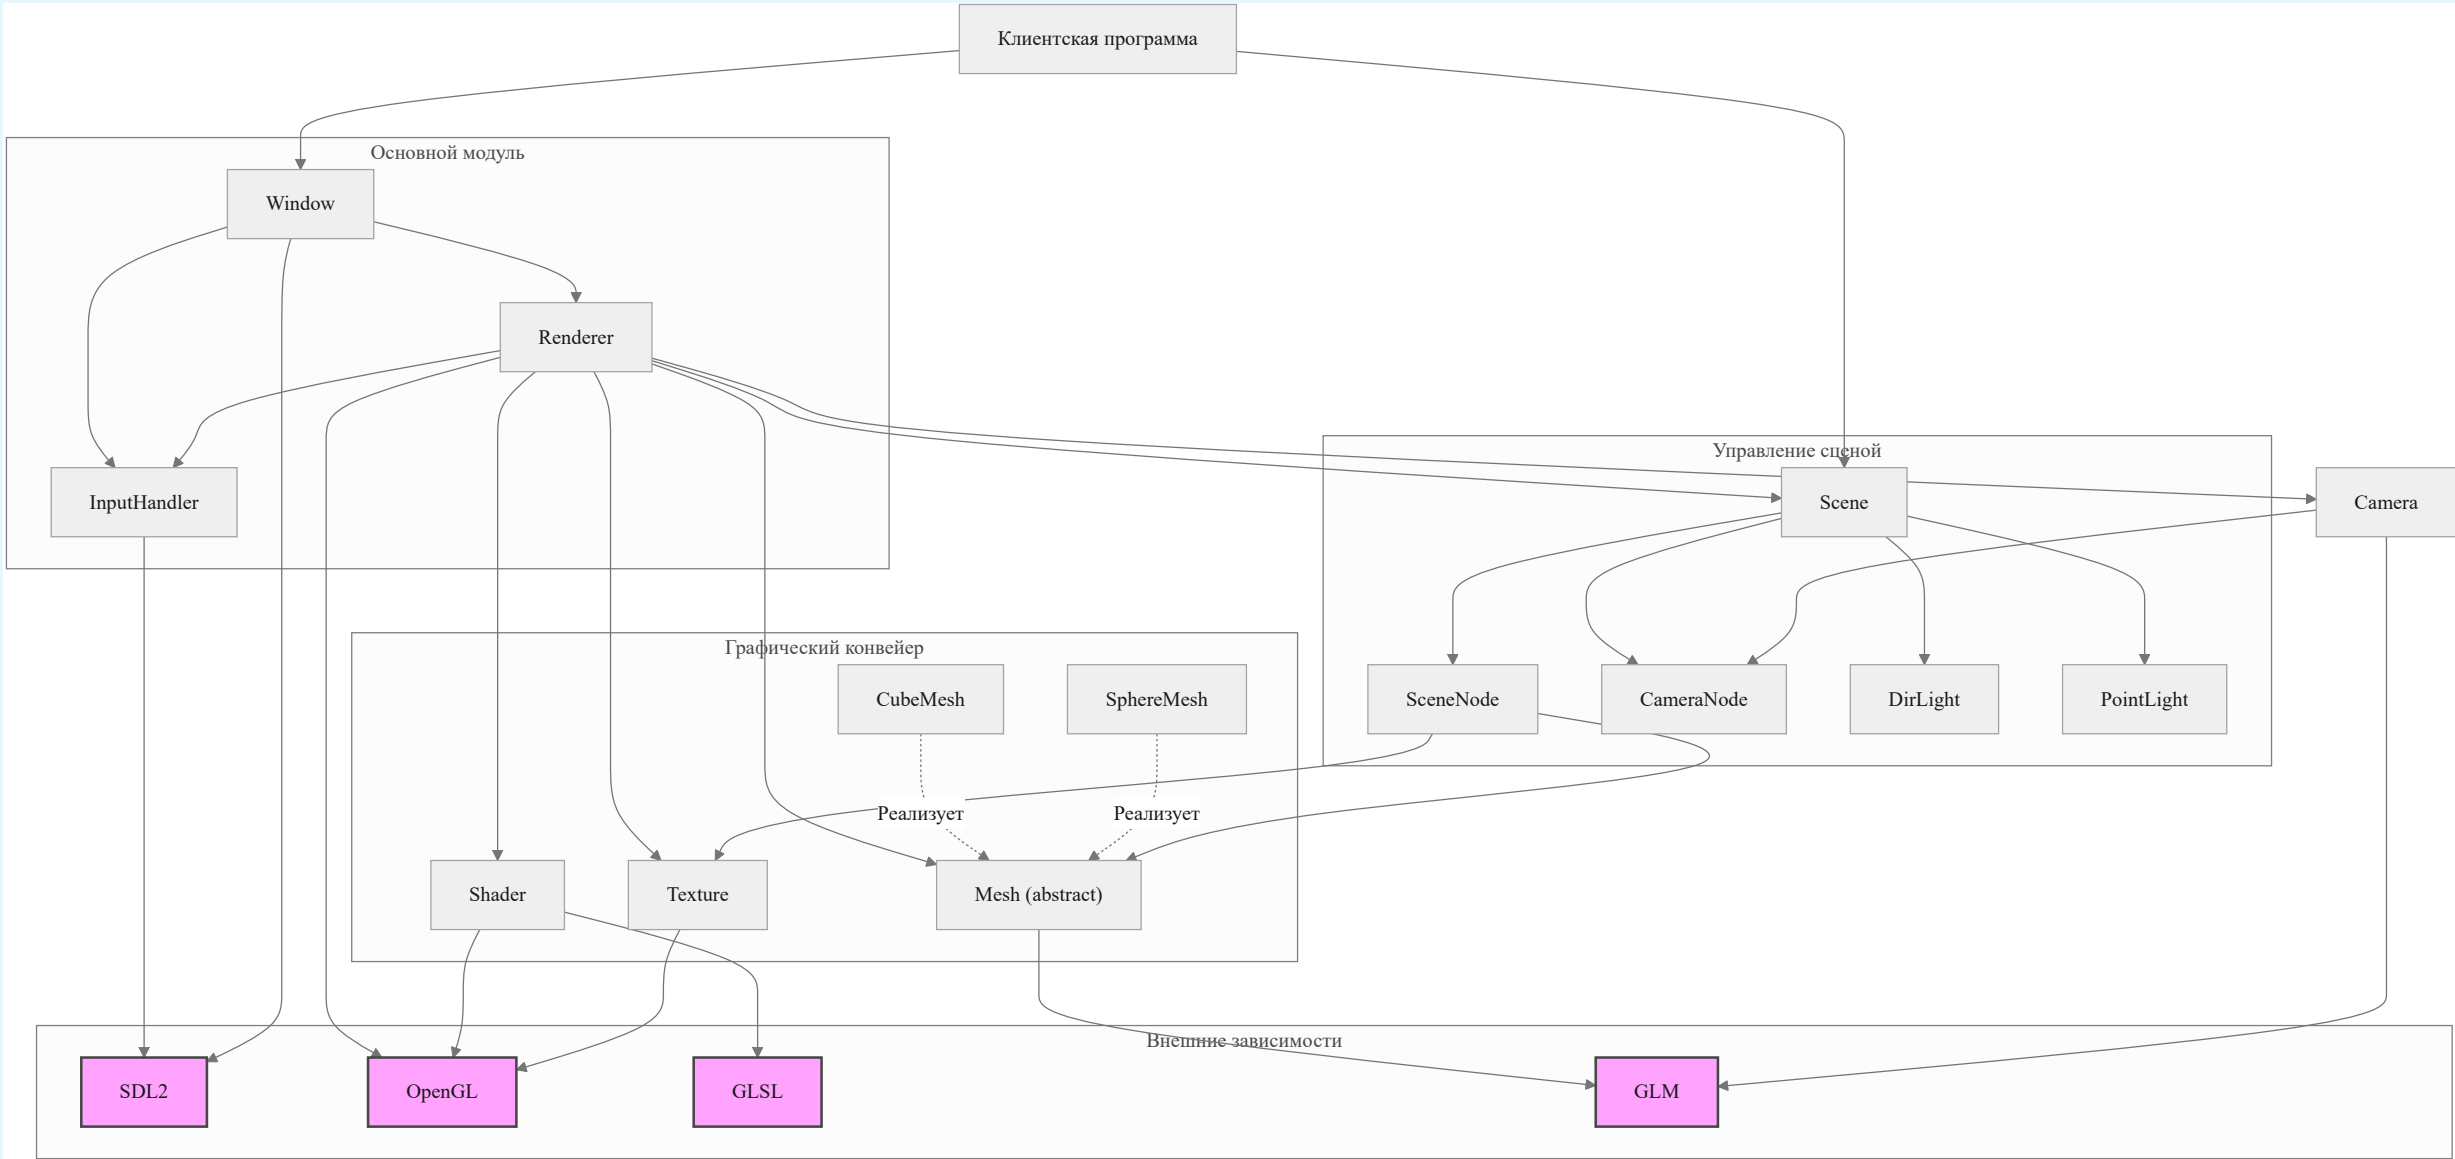 Клиентская программа
Основной модуль
Window
Renderer
Управление сценой
InputHandler
Scene
Camera
Графический конвейер
CubeMesh
SphereMesh
SceneNode
CameraNode
DirLight
PointLight
Реализует
Реализует
Shader
Texture
Mesh (abstract)
Внешние зависимости
SDL2
OpenGL
GLSL
GLM